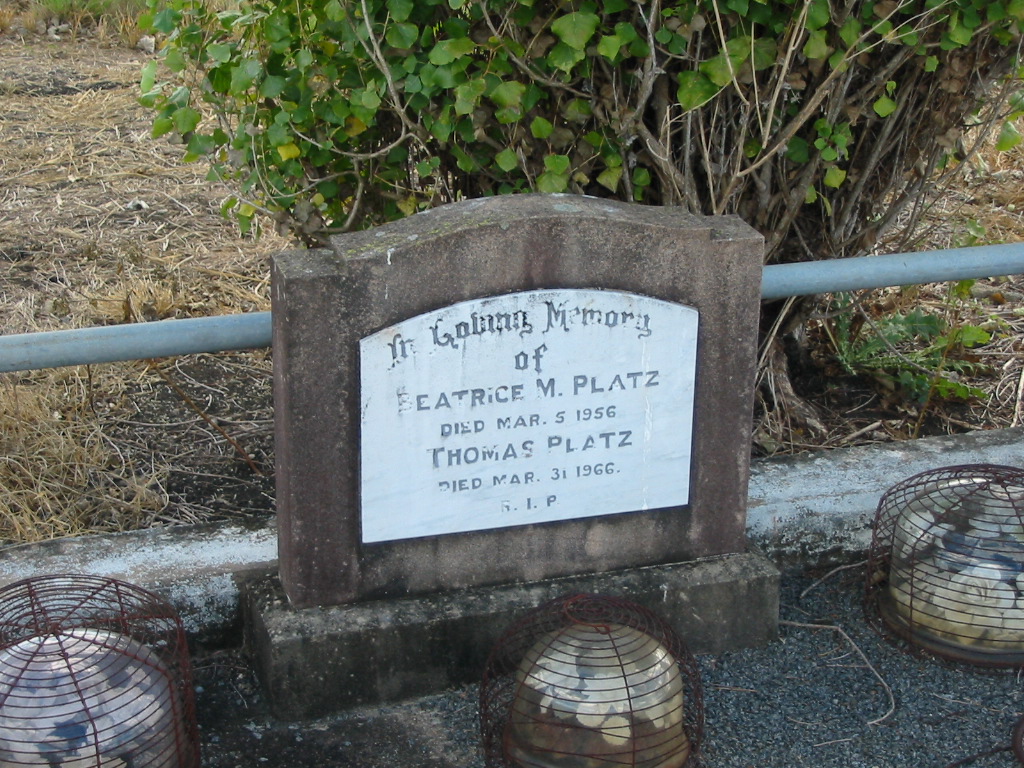 In Loving Memory
of
BEATRICE M. PLATZ
DIED MAR. 5 1956
THOMAS PLATZ
DIED MAR. 31 1966.
R. I. P